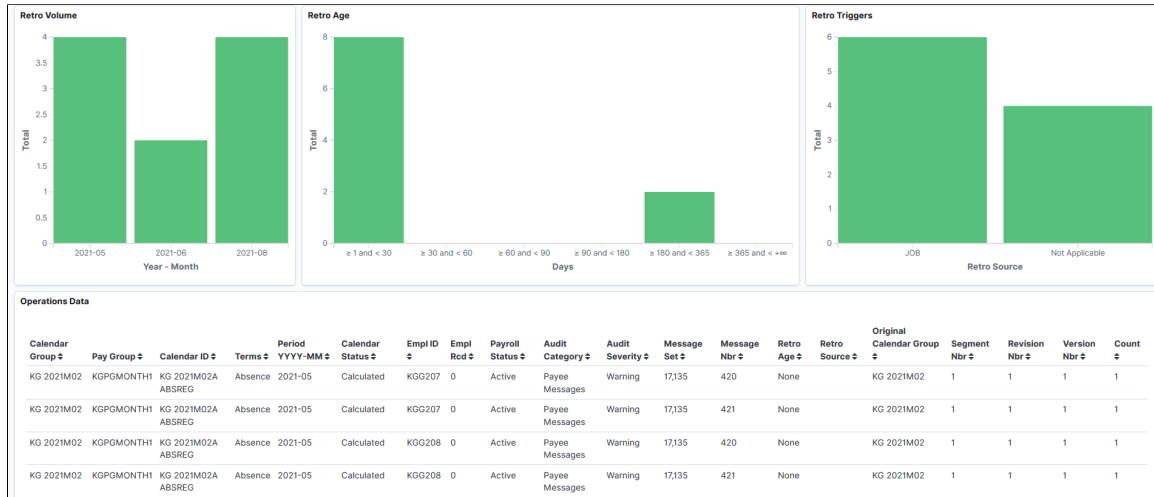 Retro Volume
4
3.5
3
2.5
2
1.5
1
0.5
0
Total
2021-05 2021-06 2021-08
Year - Month
Retro Age
8
6
4
2
0
Total
≥ 1 and < 30 ≥ 30 and < 60 ≥ 60 and < 90 ≥ 90 and < 180 ≥ 180 and < 365 ≥ 365 and < +∞
Days
Retro Triggers
6
5
4
3
2
1
0
Total
JOB Not Applicable
Retro Source
Operations Data
Calendar Group Pay Group Calendar ID Terms Period YYYY-MM Calendar Status Empl ID Empl Rcd Payroll Status Audit Category Audit Severity Message Set Message Nbr Retro Age Retro Source Original Calendar Group Segment Nbr Revision Nbr Version Nbr Count
KG 2021M02 KGPGMONTH1 KG 2021M02A Absence 2021-05 Calculated KGG207 0 Active Payee Warning 17,135 420 None KG 2021M02 1 1 1 1
ABSREG Messages
KG 2021M02 KGPGMONTH1 KG 2021M02A Absence 2021-05 Calculated KGG207 0 Active Payee Warning 17,135 421 None KG 2021M02 1 1 1 1
ABSREG Messages
KG 2021M02 KGPGMONTH1 KG 2021M02A Absence 2021-05 Calculated KGG208 0 Active Payee Warning 17,135 420 None KG 2021M02 1 1 1 1
ABSREG Messages
KG 2021M02 KGPGMONTH1 KG 2021M02A Absence 2021-05 Calculated KGG208 0 Active Payee Warning 17,135 421 None KG 2021M02 1 1 1 1
ABSREG Messages